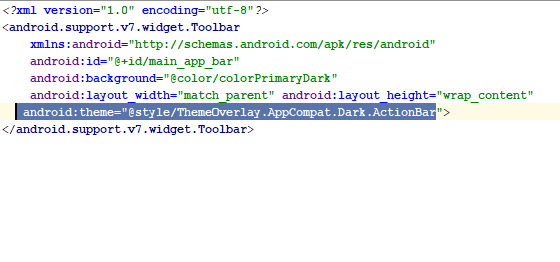 <?xml version="1.0" encoding="utf-8"?>
<android.support.v7.widget.Toolbar
xmlns:android="http://schemas.android.com/apk/res/android"
android:id="@+id/main_app_bar"
android:background="@color/colorPrimaryDark"
android:layout_width="match_parent" android:layout_height="wrap_content"
android:theme="@style/ThemeOverlay.AppCompat.Dark.ActionBar">
</android.support.v7.widget.Toolbar>